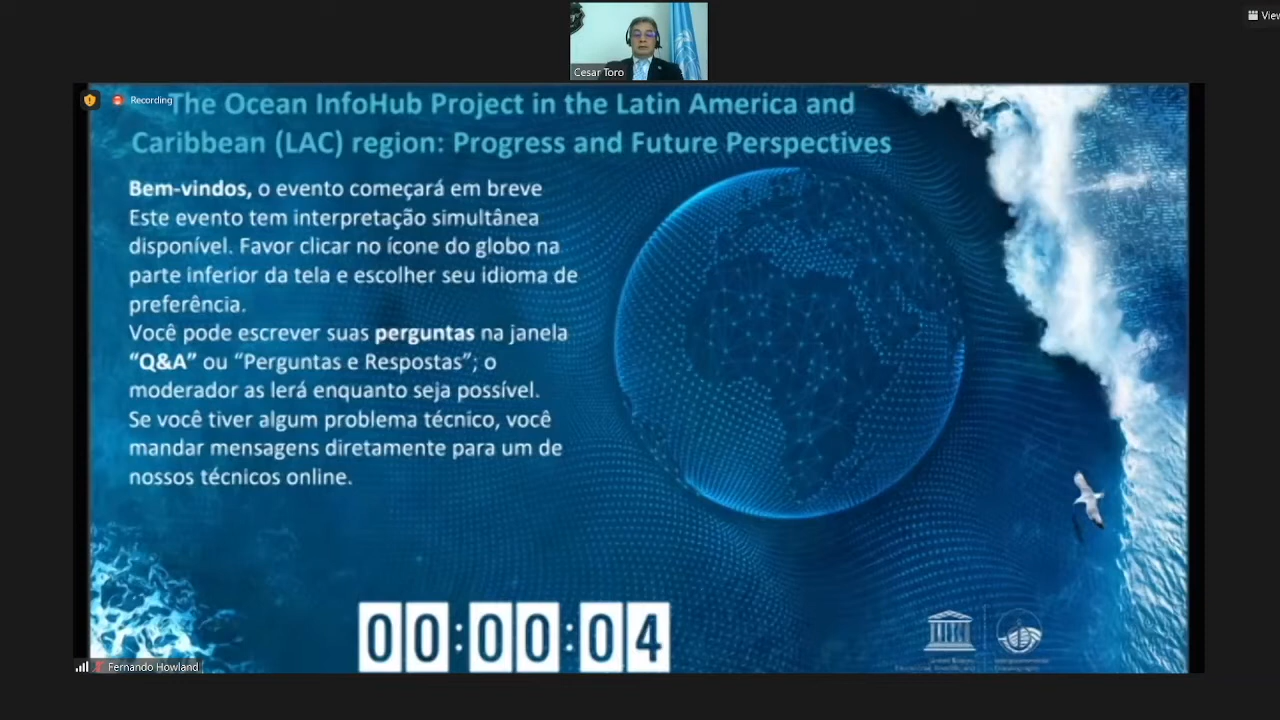 View
Cesar Toro
Recording
The Ocean InfoHub Project in the Latin America and
Caribbean (LAC) region: Progress and Future Perspectives
Bem-vindos, o evento começará em breve
Este evento tem interpretação simultânea
disponível. Favor clicar no ícone do globo na
parte inferior da tela e escolher seu idioma de
preferência.
Você pode escrever suas perguntas na janela
“Q&A” ou “Perguntas e Respostas”; o
moderador as lerá enquanto seja possível.
Se você tiver algum problema técnico, você
mandar mensagens diretamente para um de
nossos técnicos online.
00:00:04
Fernando Howland